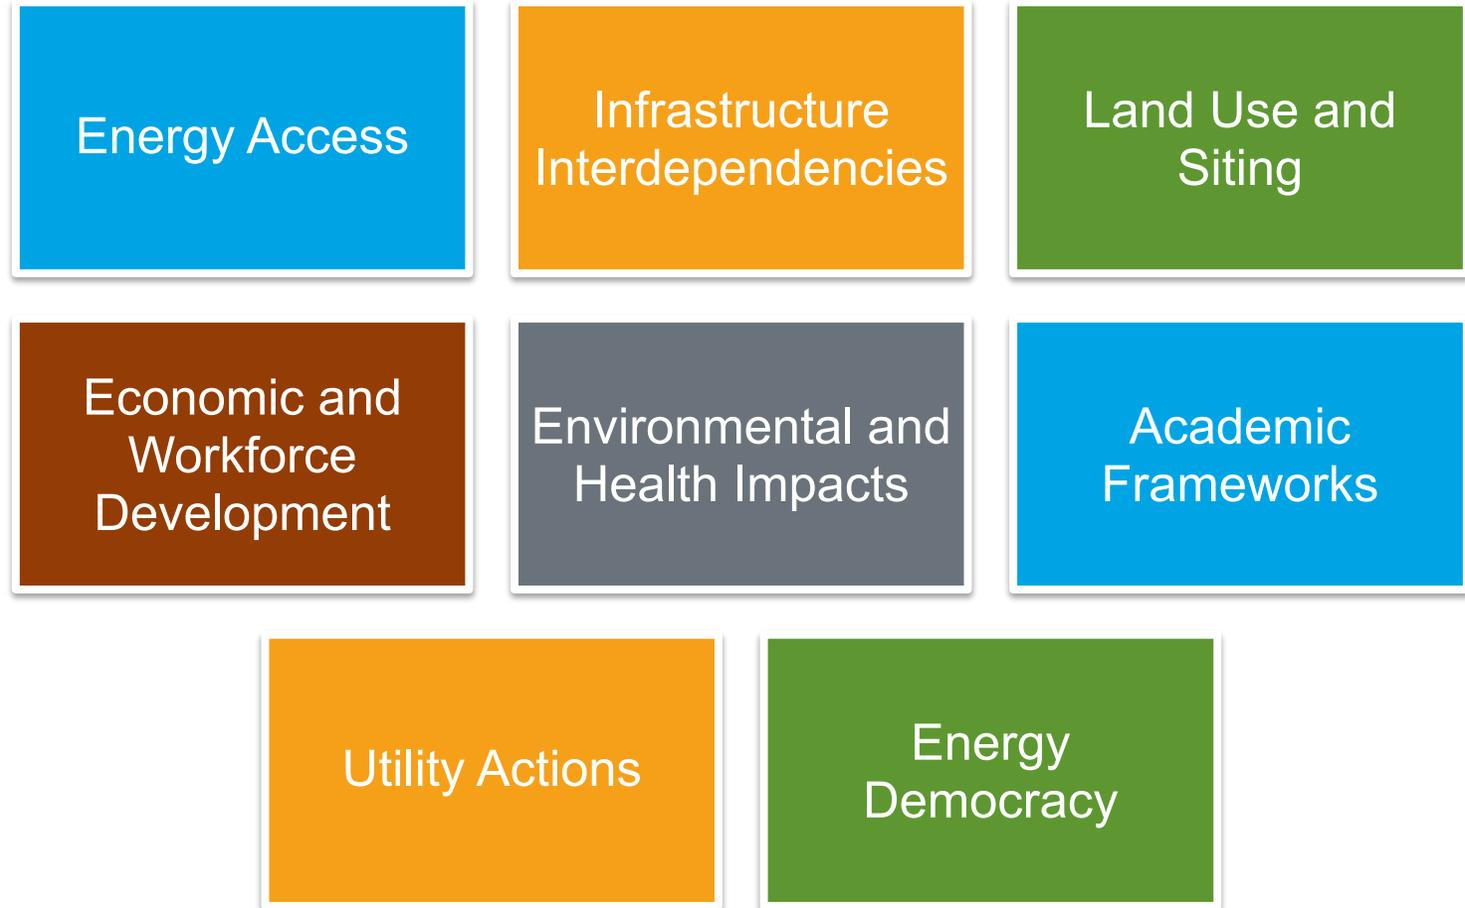 Energy Access
Infrastructure
Interdependencies
Land Use and
Siting
Economic and
Workforce
Development
Environmental and
Health Impacts
Academic
Frameworks
Utility Actions
Energy
Democracy